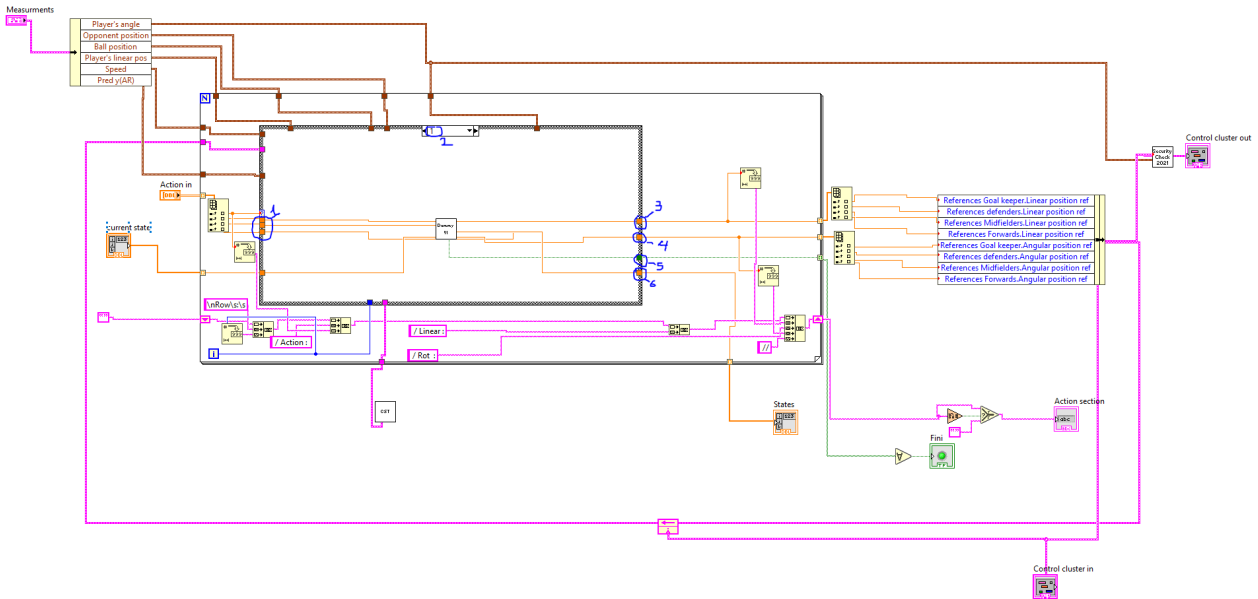 Measurments
Player's angle
Opponent position
Ball position
Player's linear pos
Speed
Pred y(AR)
N
1
2
Security
Check
2021
Control cluster out
Action in
1
Dummy
3
4
5
6
current state
References Goal keeper.Linear position ref
References defenders.Linear position ref
References Midfielders.Linear position ref
References Forwards.Linear position ref
References Goal keeper.Angular position ref
References defenders.Angular position ref
References Midfielders.Angular position ref
References Forwards.Angular position ref
\nRow\s:\s
/ Action :
/ Linear :
/ Rot :
//
i
CST
States
Action section
abc
Fini
TF
Control cluster in